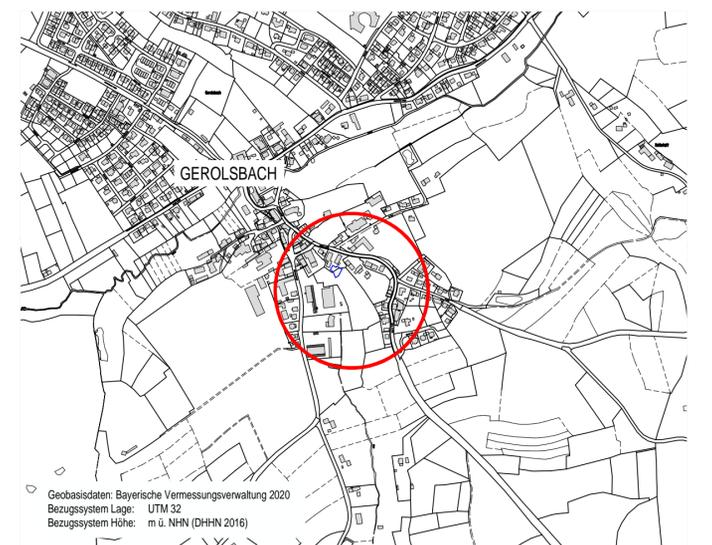 GEROLSBACH
Geobasisdaten: Bayerische Vermessungsverwaltung 2020
Bezugssystem Lage: UTM 32
Bezugssystem Höhe: m ü. NHN (DHHN 2016)